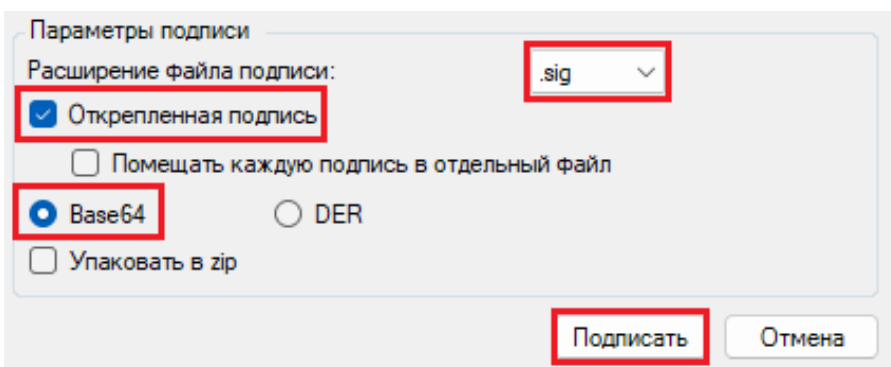 Параметры подписи
Расширение файла подписи: .sig
Открепленная подпись
Помещать каждую подпись в отдельный файл
Base64 DER
Упаковать в zip
Подписать Отмена